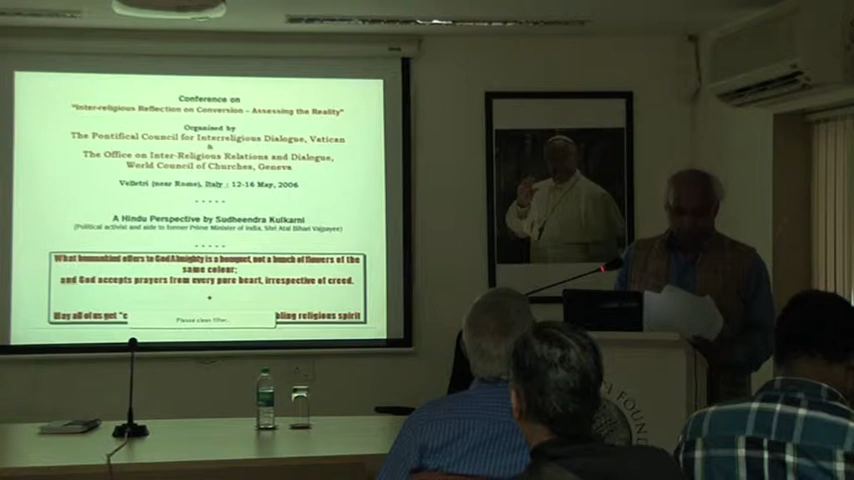 Conference on
"Inter-religious Reflection on Conversion – Assessing the Reality"
Organised by
The Pontifical Council for Interreligious Dialogue, Vatican
&
The Office on Inter-Religious Relations and Dialogue,
World Council of Churches, Geneva
Velletri (near Rome), Italy : 12-16 May, 2006
A Hindu Perspective by Sudheendra Kulkarni
(Political activist and aide to former Prime Minister of India, Shri Atal Bihari Vajpayee)
What humankind offers to God Almighty is a bouquet, not a bunch of flowers of the
same colour;
and God accepts prayers from every pure heart, irrespective of creed.
May all of us get "c
Please clean filter.
bling religious spirit
A FOUN